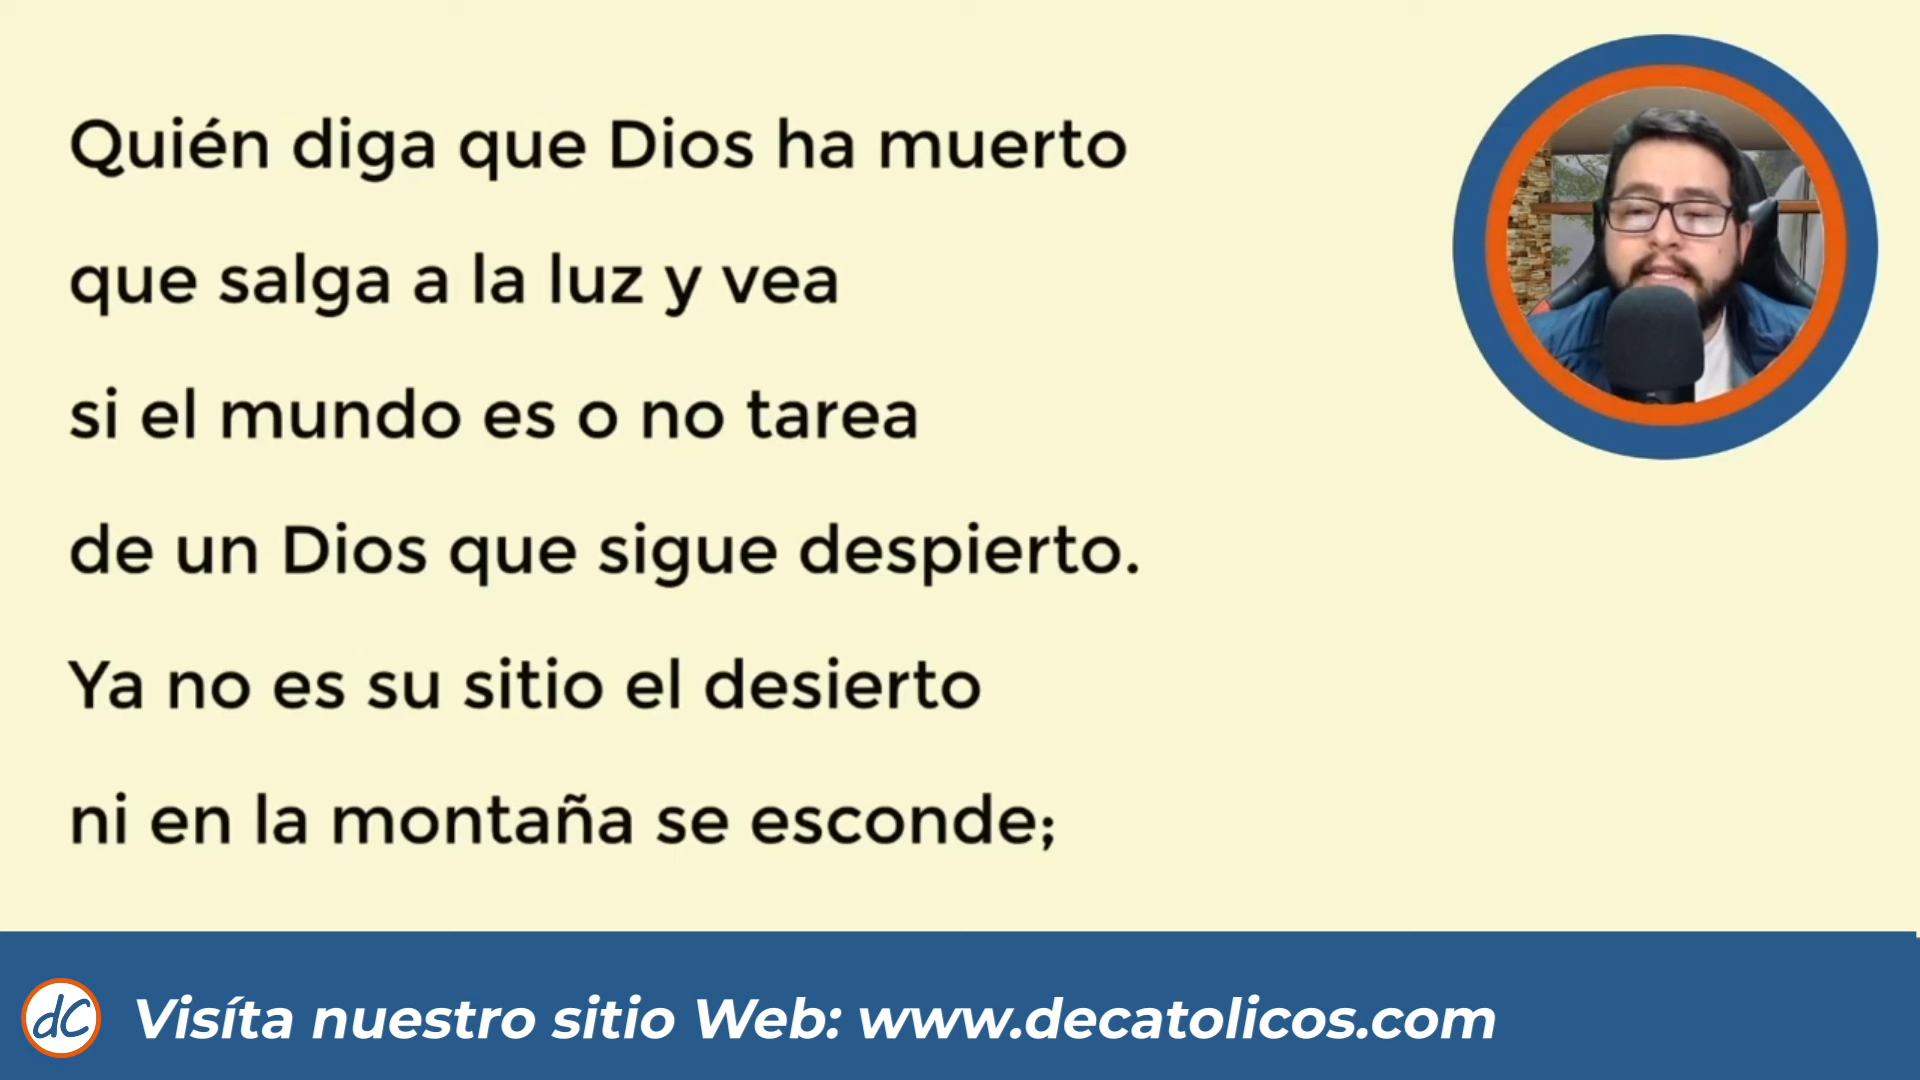 Quién diga que Dios ha muerto
que salga a la luz y vea
si el mundo es o no tarea
de un Dios que sigue despierto.
Ya no es su sitio el desierto
ni en la montaña se esconde;
dC Visíta nuestro sitio Web: www.decatolicos.com